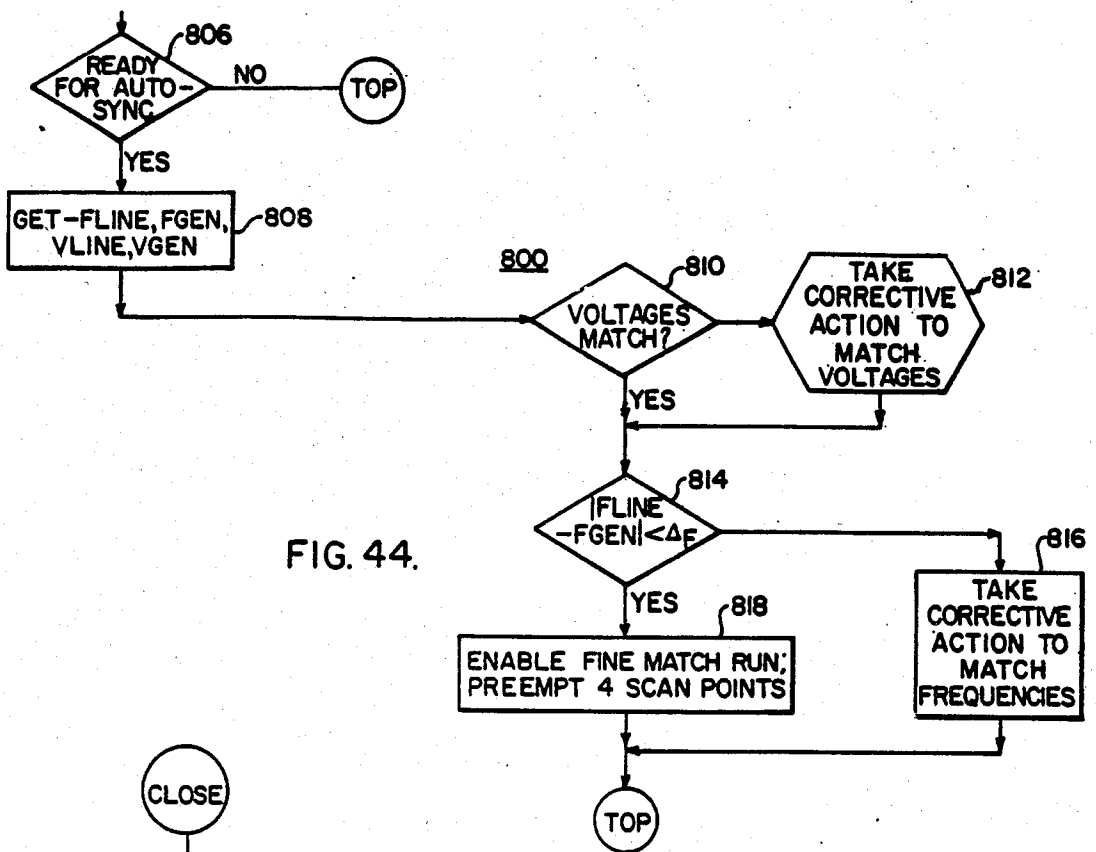 806
READY
FOR AUTO-
SYNC
NO
TOP
YES
GET-FLINE, FGEN,
VLINE, VGEN
808
800
810
VOLTAGES
MATCH?
YES
TAKE
CORRECTIVE
ACTION TO
MATCH
VOLTAGES
812
814
|FLINE
-FGEN|<ΔF
YES
816
TAKE
CORRECTIVE
ACTION TO
MATCH
FREQUENCIES
FIG. 44.
818
ENABLE FINE MATCH RUN;
PREEMPT 4 SCAN POINTS
TOP
CLOSE